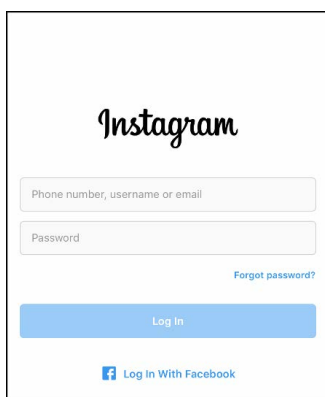 Instagram
Phone number, username or email
Password
Forgot password?
Log In
Log In With Facebook